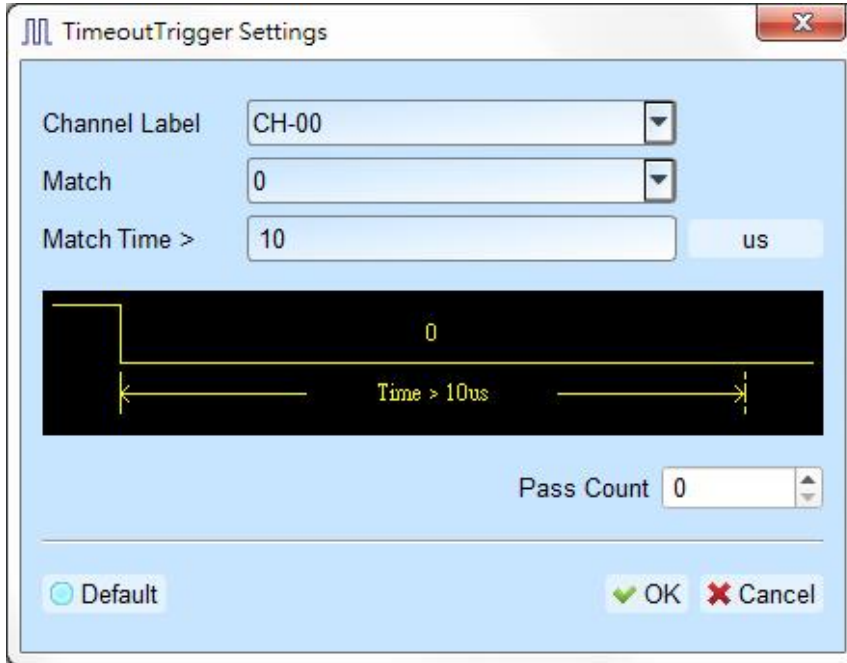 TimeoutTrigger Settings
Channel Label CH-00
Match 0
Match Time > 10 us
0
Time > 10us
Pass Count 0
Default OK Cancel